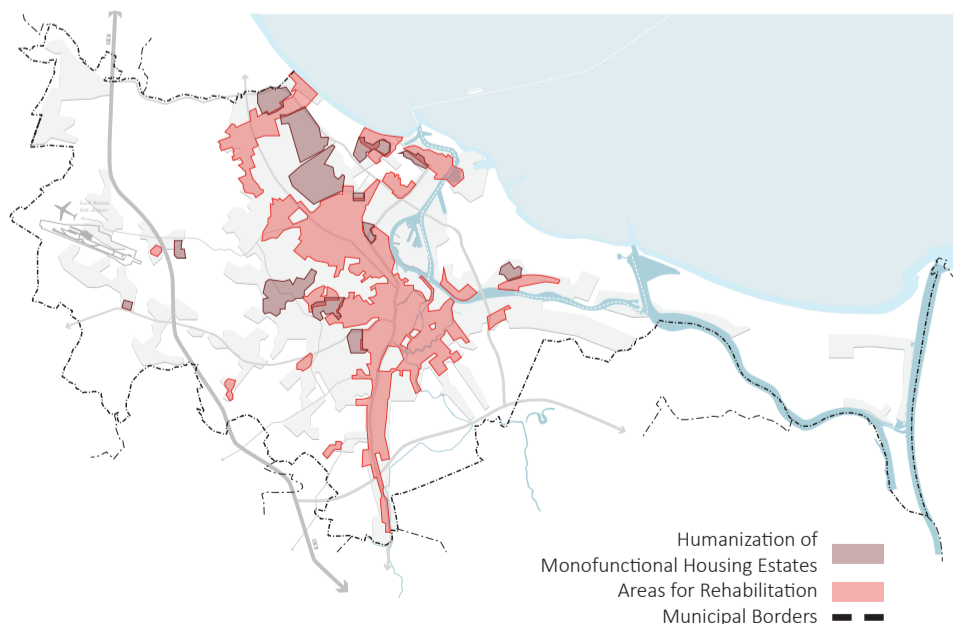 Humanization of
Monofunctional Housing Estates
Areas for Rehabilitation
Municipal Borders